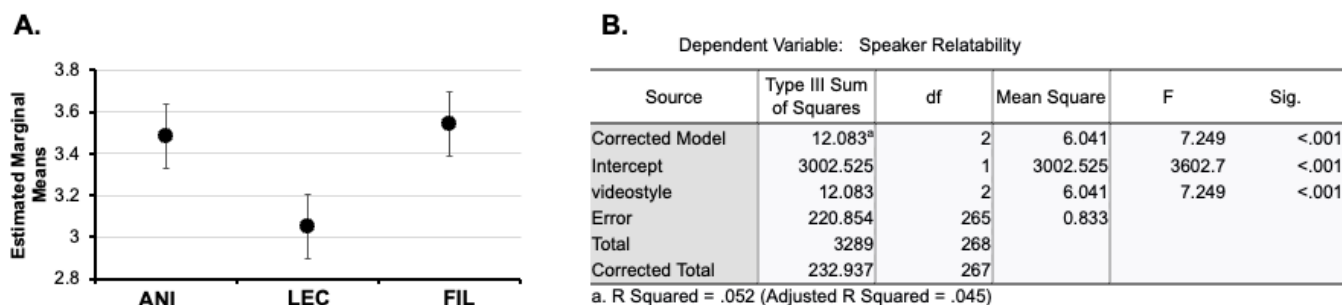 A.
Estimated Marginal
Means
3.8
3.6
3.4
3.2
3
2.8
ANI LEC FIL
B.
Dependent Variable: Speaker Relatability
Source Type III Sum of Squares df Mean Square F Sig.
Corrected Model 12.083a 2 6.041 7.249 <.001
Intercept 3002.525 1 3002.525 3602.7 <.001
videostyle 12.083 2 6.041 7.249 <.001
Error 220.854 265 0.833
Total 3289 268
Corrected Total 232.937 267
a. R Squared = .052 (Adjusted R Squared = .045)